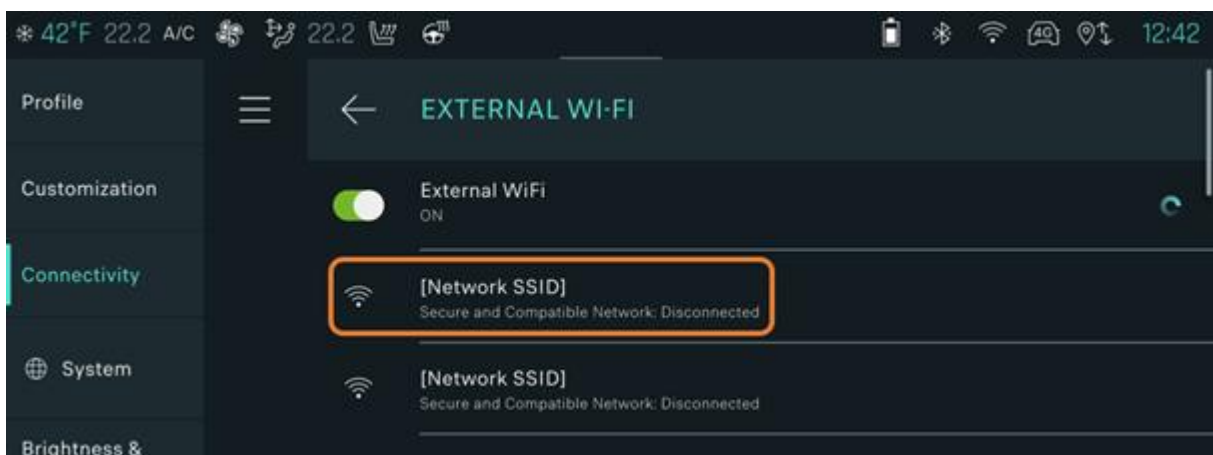 42°F 22.2 A/C 22.2 4G 12:42
Profile
EXTERNAL WI-FI
Customization
External WiFi
ON
Connectivity
[Network SSID]
Secure and Compatible Network: Disconnected
System
[Network SSID]
Secure and Compatible Network: Disconnected
Brightness &